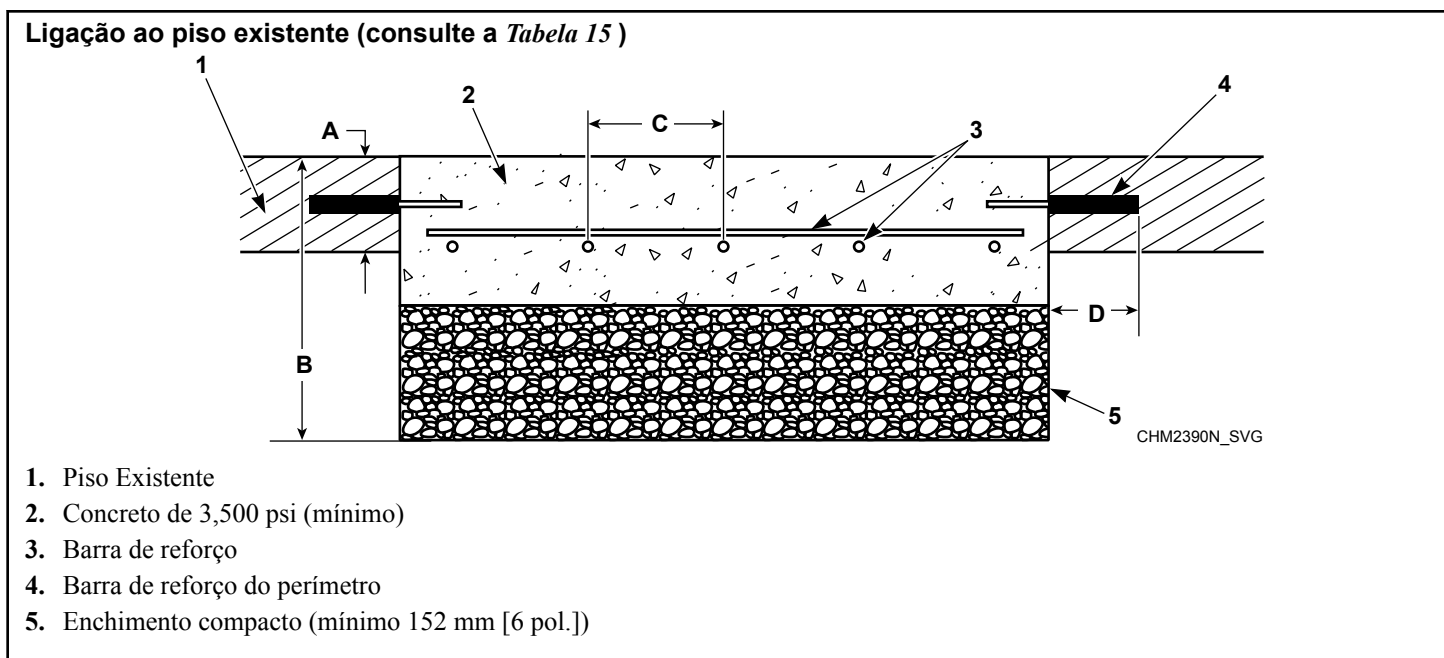 Ligação ao piso existente (consulte a Tabela 15 )
1
2
A
C
3
4
B
D
5
CHM2390N_SVG
1. Piso Existente
2. Concreto de 3,500 psi (mínimo)
3. Barra de reforço
4. Barra de reforço do perímetro
5. Enchimento compacto (mínimo 152 mm [6 pol.])